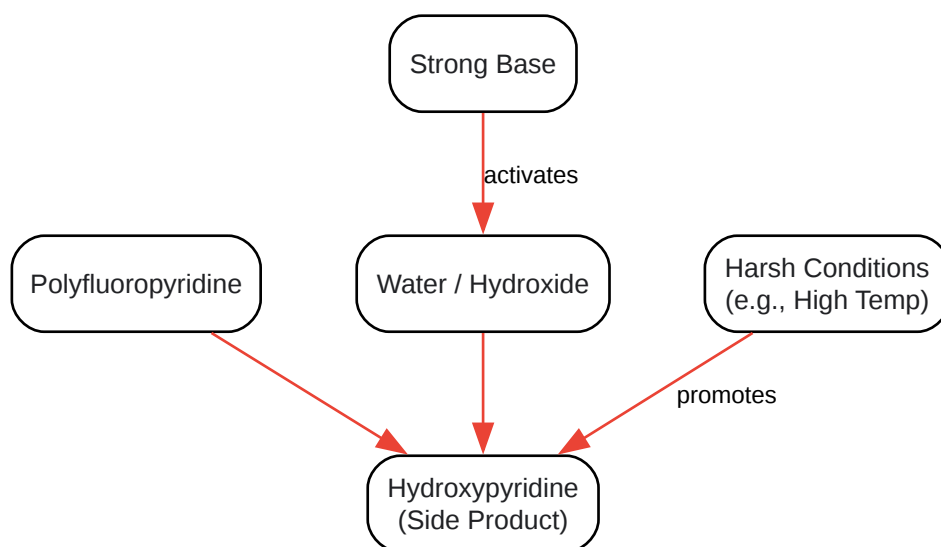 Strong Base
activates
Polyfluoropyridine
Water / Hydroxide
Harsh Conditions
(e.g., High Temp)
promotes
Hydroxypyridine
(Side Product)